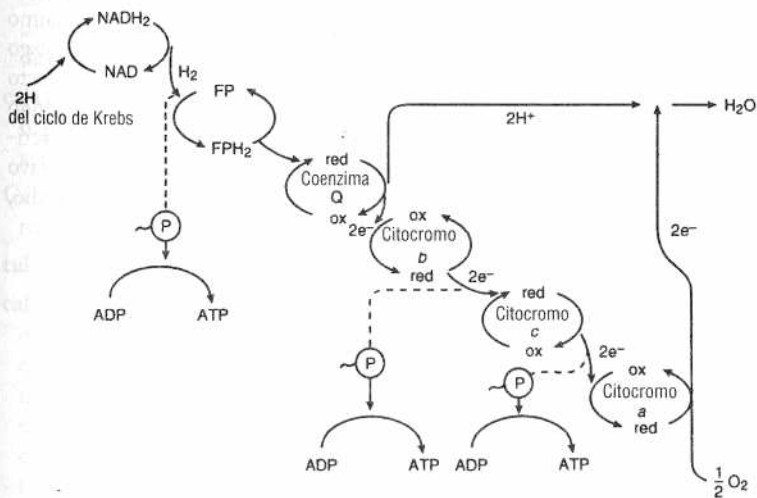 NADH₂
NAD
2H
del ciclo de Krebs
H₂
FP
FPH₂
red
Coenzima
Q
ox
2e⁻
ox
Citocromo
b
red
2e⁻
red
Citocromo
c
ox
2e⁻
ox
Citocromo
a
red
2H⁺
H₂O
2e⁻
½ O₂
~P
ADP
ATP
~P
ADP
ATP
~P
ADP
ATP